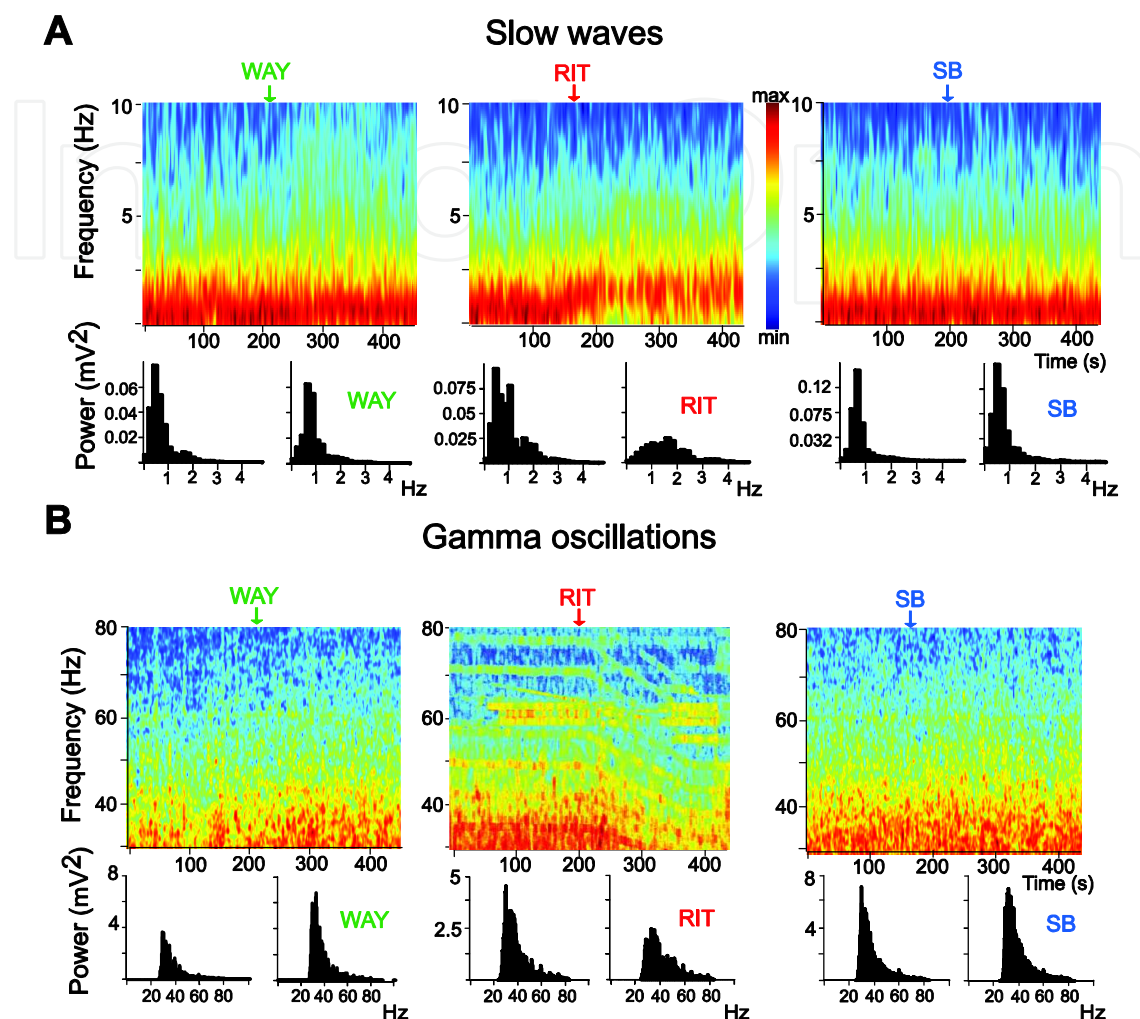 A
Slow waves
WAY
RIT
SB
max
min
10
5
Frequency (Hz)
100 200 300 400
10
5
100 200 300 400
10
5
100 200 300 400
Time (s)
Power (mV2)
0.06
0.04
0.02
1 2 3 4
WAY
1 2 3 4
Hz
0.075
0.05
0.025
1 2 3 4
RIT
1 2 3 4
Hz
0.12
0.075
0.032
1 2 3 4
SB
1 2 3 4
Hz
B
Gamma oscillations
WAY
RIT
SB
80
60
40
Frequency (Hz)
100 200 300 400
80
60
40
100 200 300 400
80
60
40
100 200 300 400
Time (s)
Power (mV2)
8
4
20 40 60 80
WAY
20 40 60 80
Hz
5
2.5
20 40 60 80
RIT
20 40 60 80
Hz
8
4
20 40 60 80
SB
20 40 60 80
Hz